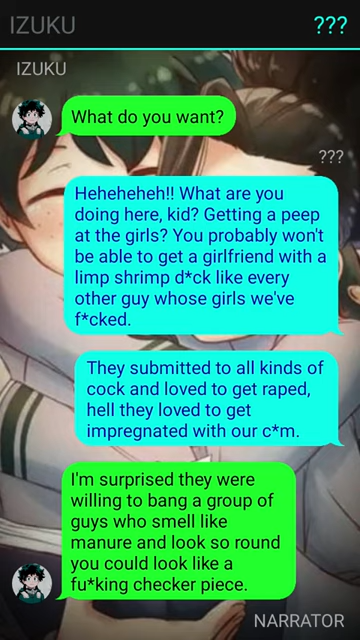 IZUKU
???
IZUKU
What do you want?
???
Heheheheh!! What are you
doing here, kid? Getting a peep
at the girls? You probably won't
be able to get a girlfriend with a
limp shrimp d*ck like every
other guy whose girls we've
f*cked.
They submitted to all kinds of
cock and loved to get raped,
hell they loved to get
impregnated with our c*m.
I'm surprised they were
willing to bang a group of
guys who smell like
manure and look so round
you could look like a
fu*king checker piece.
NARRATOR